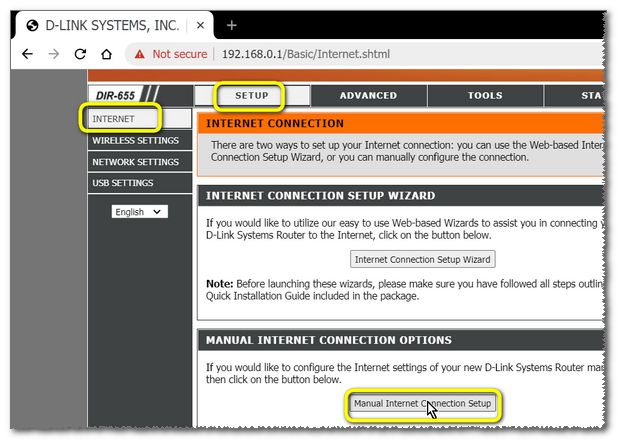 D-LINK SYSTEMS, INC.
Not secure
192.168.0.1/Basic/Internet.shtml
DIR-655
SETUP
ADVANCED
TOOLS
STA
INTERNET
WIRELESS SETTINGS
NETWORK SETTINGS
USB SETTINGS
English
INTERNET CONNECTION
There are two ways to set up your Internet connection: you can use the Web-based Inter
Connection Setup Wizard, or you can manually configure the connection.
INTERNET CONNECTION SETUP WIZARD
If you would like to utilize our easy to use Web-based Wizards to assist you in connecting y
D-Link Systems Router to the Internet, click on the button below.
Internet Connection Setup Wizard
Note: Before launching these wizards, please make sure you have followed all steps outlin
Quick Installation Guide included in the package.
MANUAL INTERNET CONNECTION OPTIONS
If you would like to configure the Internet settings of your new D-Link Systems Router man
then click on the button below.
Manual Internet Connection Setup